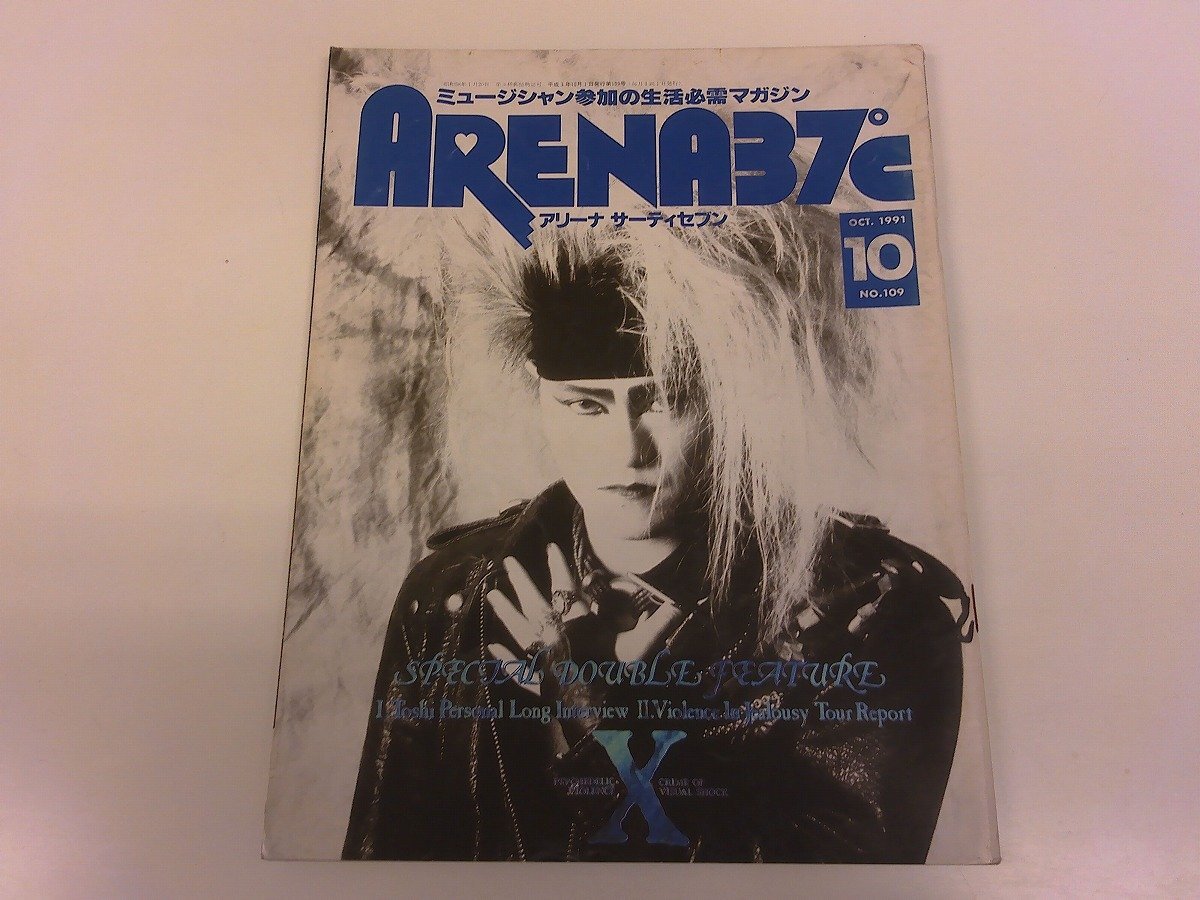 ミュージシャン参加の生活必需マガジン
ARENA37℃
アリーナ サーティセブン
OCT. 1991
10
NO.109
SPECIAL DOUBLE FEATURE
I.Toshi Personal Long Interview II.Violence In Jealousy Tour Report
X
PSYCHEDELIC VIOLENCE
CRIME OF VISUAL SHOCK